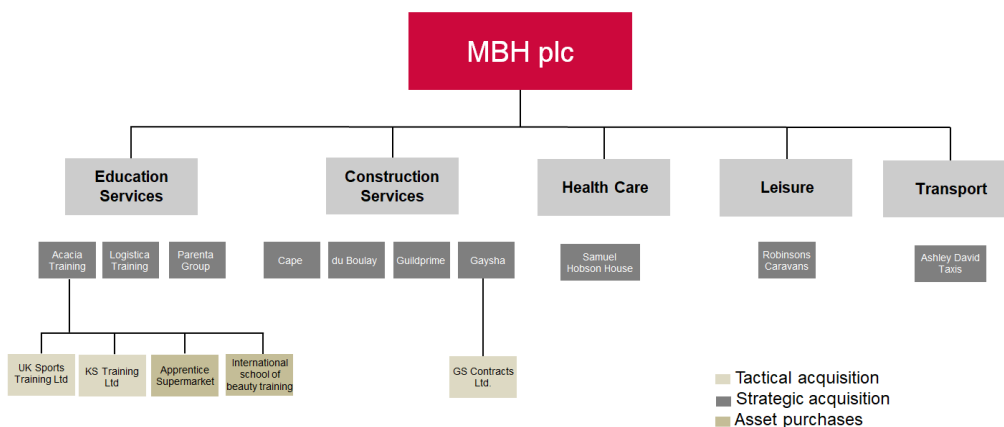 MBH plc
Education
Services
Construction
Services
Health Care
Leisure
Transport
Acacia
Training
Logistica
Training
Parenta
Group
Cape
du Boulay
Guildprime
Gaysha
Samuel
Hobson House
Robinsons
Caravans
Ashley David
Taxis
UK Sports
Training Ltd
KS Training
Ltd
Apprentice
Supermarket
International
school of
beauty training
GS Contracts
Ltd.
Tactical acquisition
Strategic acquisition
Asset purchases